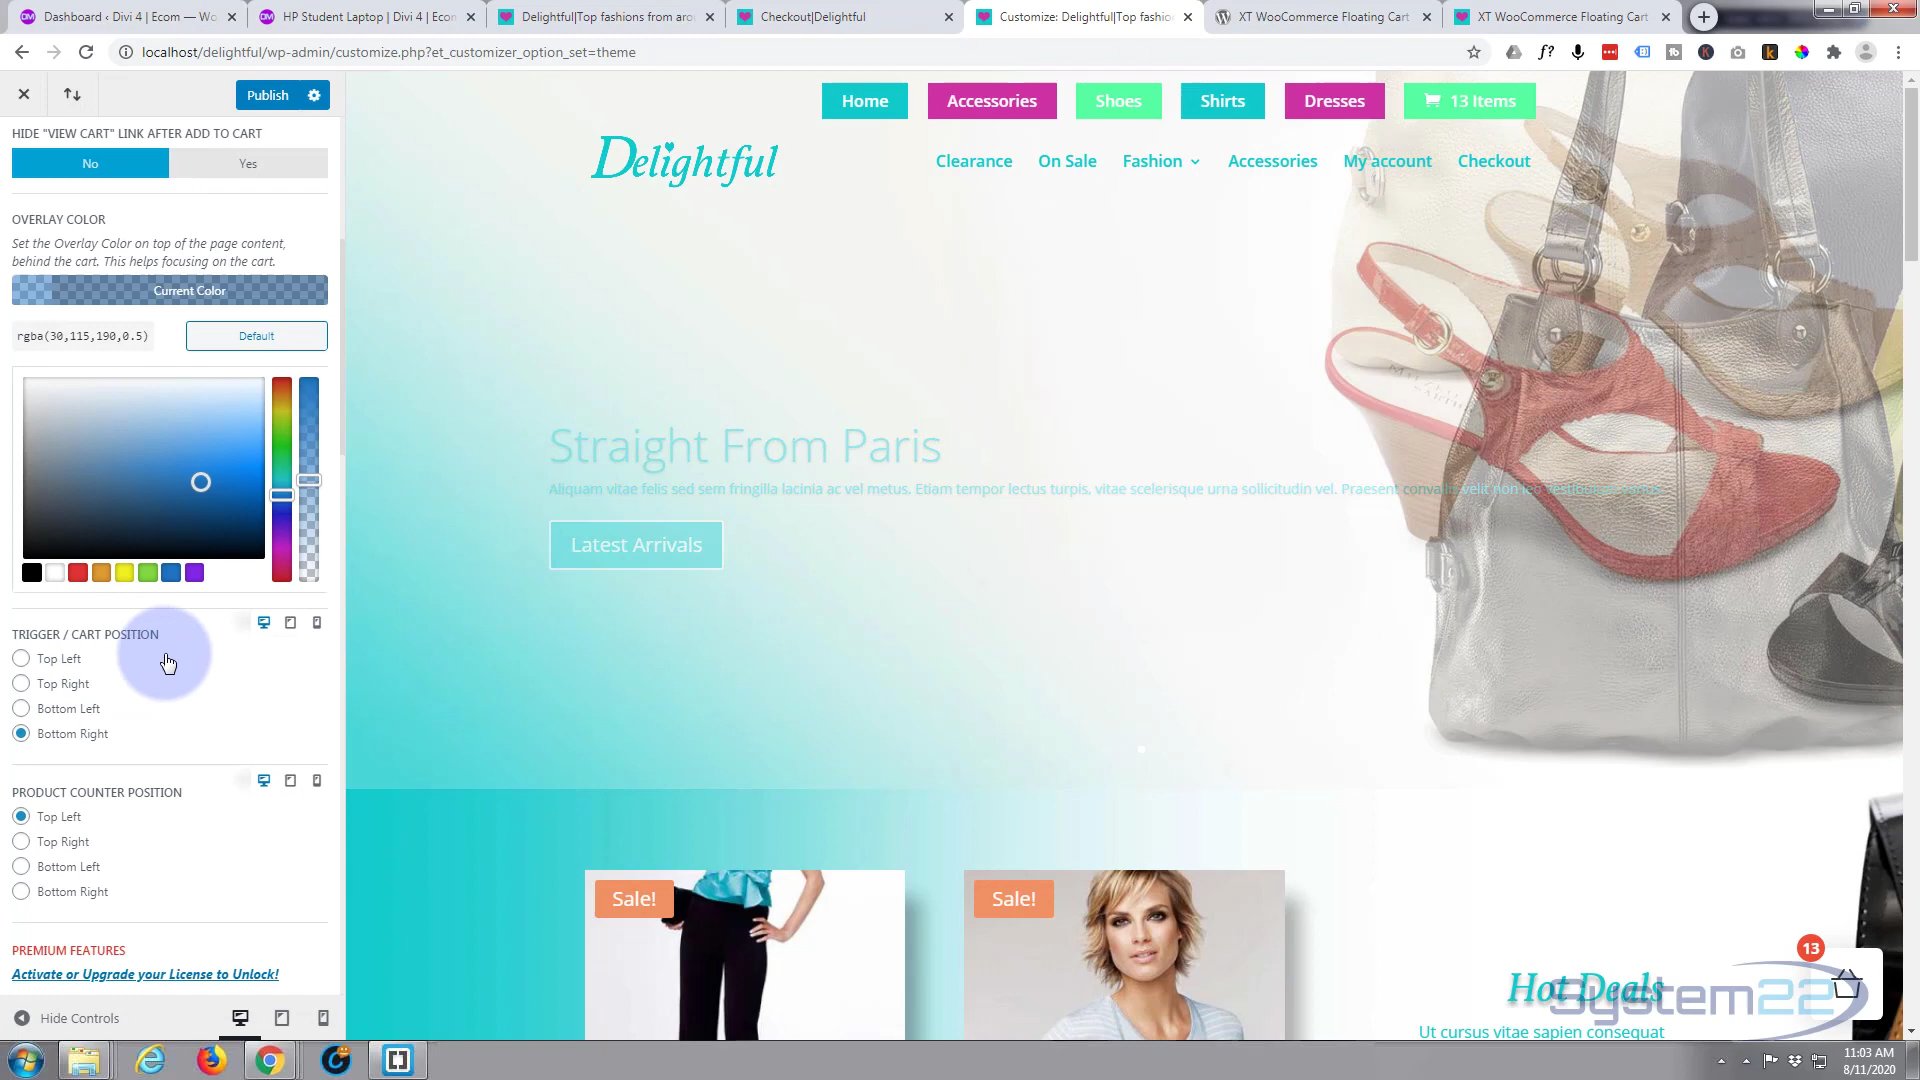 Dashboard ‹ Divi 4 | Ecom — Wo
HP Student Laptop | Divi 4 | Ecom
Delightful|Top fashions from arou
Checkout|Delightful
Customize: Delightful|Top fashio
XT WooCommerce Floating Cart
XT WooCommerce Floating Cart
localhost/delightful/wp-admin/customize.php?et_customizer_option_set=theme
Publish
HIDE "VIEW CART" LINK AFTER ADD TO CART
No
Yes
OVERLAY COLOR
Set the Overlay Color on top of the page content,
behind the cart. This helps focusing on the cart.
Current Color
rgba(30,115,190,0.5)
Default
TRIGGER / CART POSITION
Top Left
Top Right
Bottom Left
Bottom Right
PRODUCT COUNTER POSITION
Top Left
Top Right
Bottom Left
Bottom Right
PREMIUM FEATURES
Activate or Upgrade your License to Unlock!
Hide Controls
Home
Accessories
Shoes
Shirts
Dresses
13 Items
Delightful
Clearance
On Sale
Fashion
Accessories
My account
Checkout
Straight From Paris
Aliquam vitae felis sed sem fringilla lacinia ac vel metus. Etiam tempor lectus turpis, vitae scelerisque urna sollicitudin vel. Praesent convallis velit non leo vestibulum varius.
Latest Arrivals
Sale!
Sale!
13
Hot Deals
System22
Ut cursus vitae sapien consequat
11:03 AM
8/11/2020